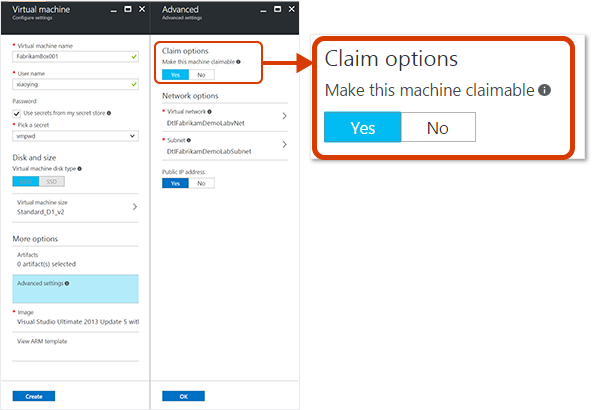 Virtual machine
Configure settings
* Virtual machine name
FabrikamBox001
* User name
xiaoying
Password
Use secrets from my secret store
* Pick a secret
vmpwd
Disk and size
Virtual machine disk type
SSD
Virtual machine size
Standard_D1_v2
More options
Artifacts
0 artifact(s) selected
Advanced settings
* Image
Visual Studio Ultimate 2013 Update 5 with
View ARM template
Create
Advanced
Advanced settings
Claim options
Make this machine claimable
Yes No
Network options
* Virtual network
DtlFabrikamDemoLabvNet
* Subnet
DtlFabrikamDemoLabSubnet
Public IP address
Yes No
OK
Claim options
Make this machine claimable
Yes No